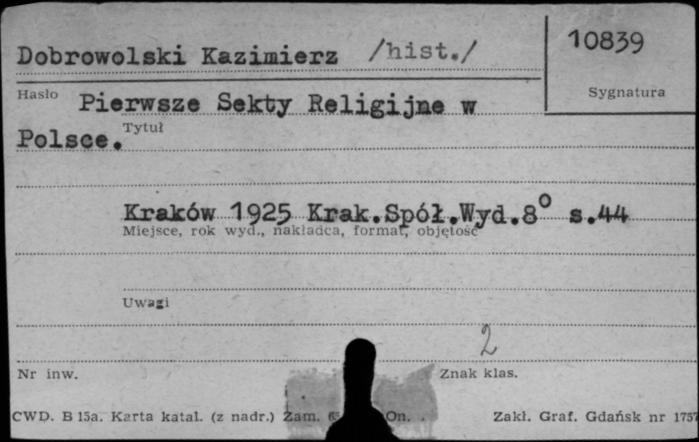 Dobrowolski Kazimierz /hist./
10839
Hasło
Sygnatura
Pierwsze Sekty Religijne w
Polsce.
Tytuł
Kraków 1925 Krak.Spół.Wyd.8° s.44
Miejsce, rok wyd., nakładca, format, objętość
Uwagi
2
Nr inw.
Znak klas.
CWD. B 15a. Karta katal. (z nadr.) Zam. On.
Zakł. Graf. Gdańsk nr 1757